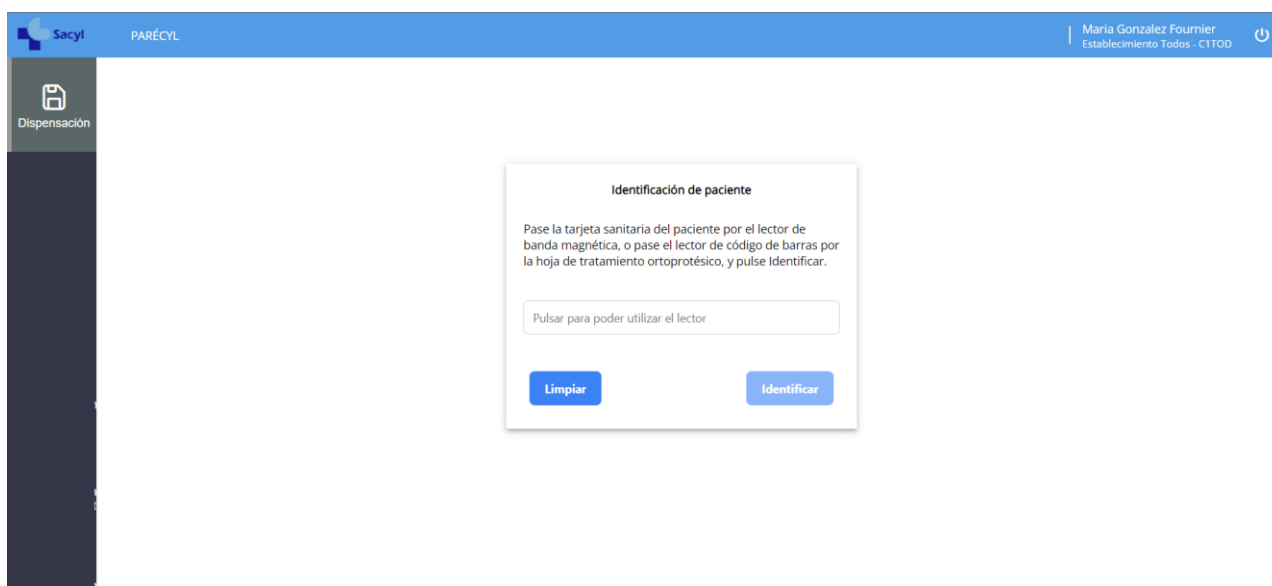 Sacyl
PARÉCYL
Maria Gonzalez Fournier
Establecimiento Todos - C1TOD
Dispensación
Identificación de paciente
Pase la tarjeta sanitaria del paciente por el lector de
banda magnética, o pase el lector de código de barras por
la hoja de tratamiento ortoprotésico, y pulse Identificar.
Pulsar para poder utilizar el lector
Limpiar
Identificar